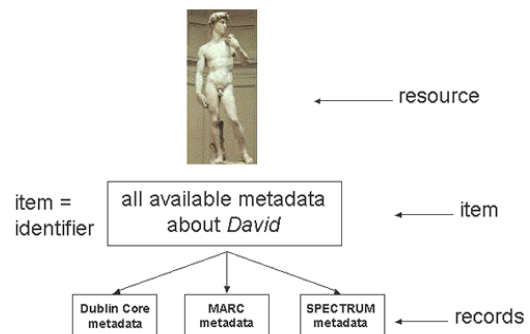 resource
item =
identifier
all available metadata
about David
item
Dublin Core
metadata
MARC
metadata
SPECTRUM
metadata
records